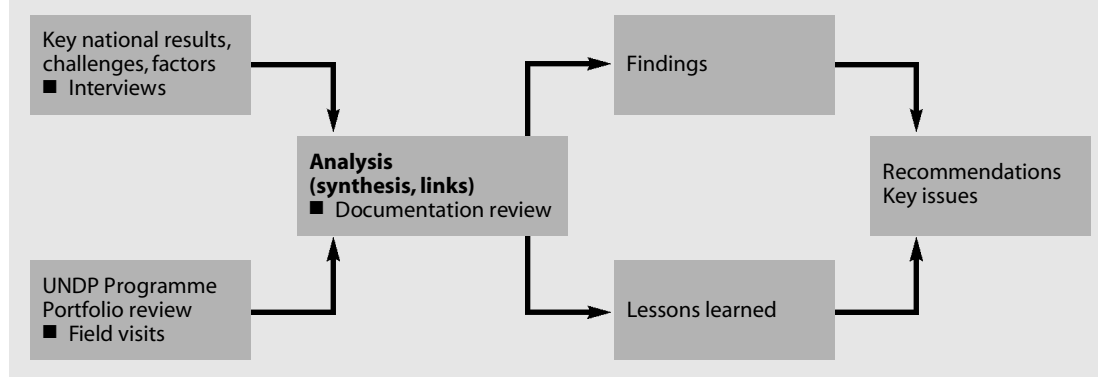 Key national results,
challenges, factors
■ Interviews
UNDP Programme
Portfolio review
■ Field visits
Analysis
(synthesis, links)
■ Documentation review
Findings
Lessons learned
Recommendations
Key issues